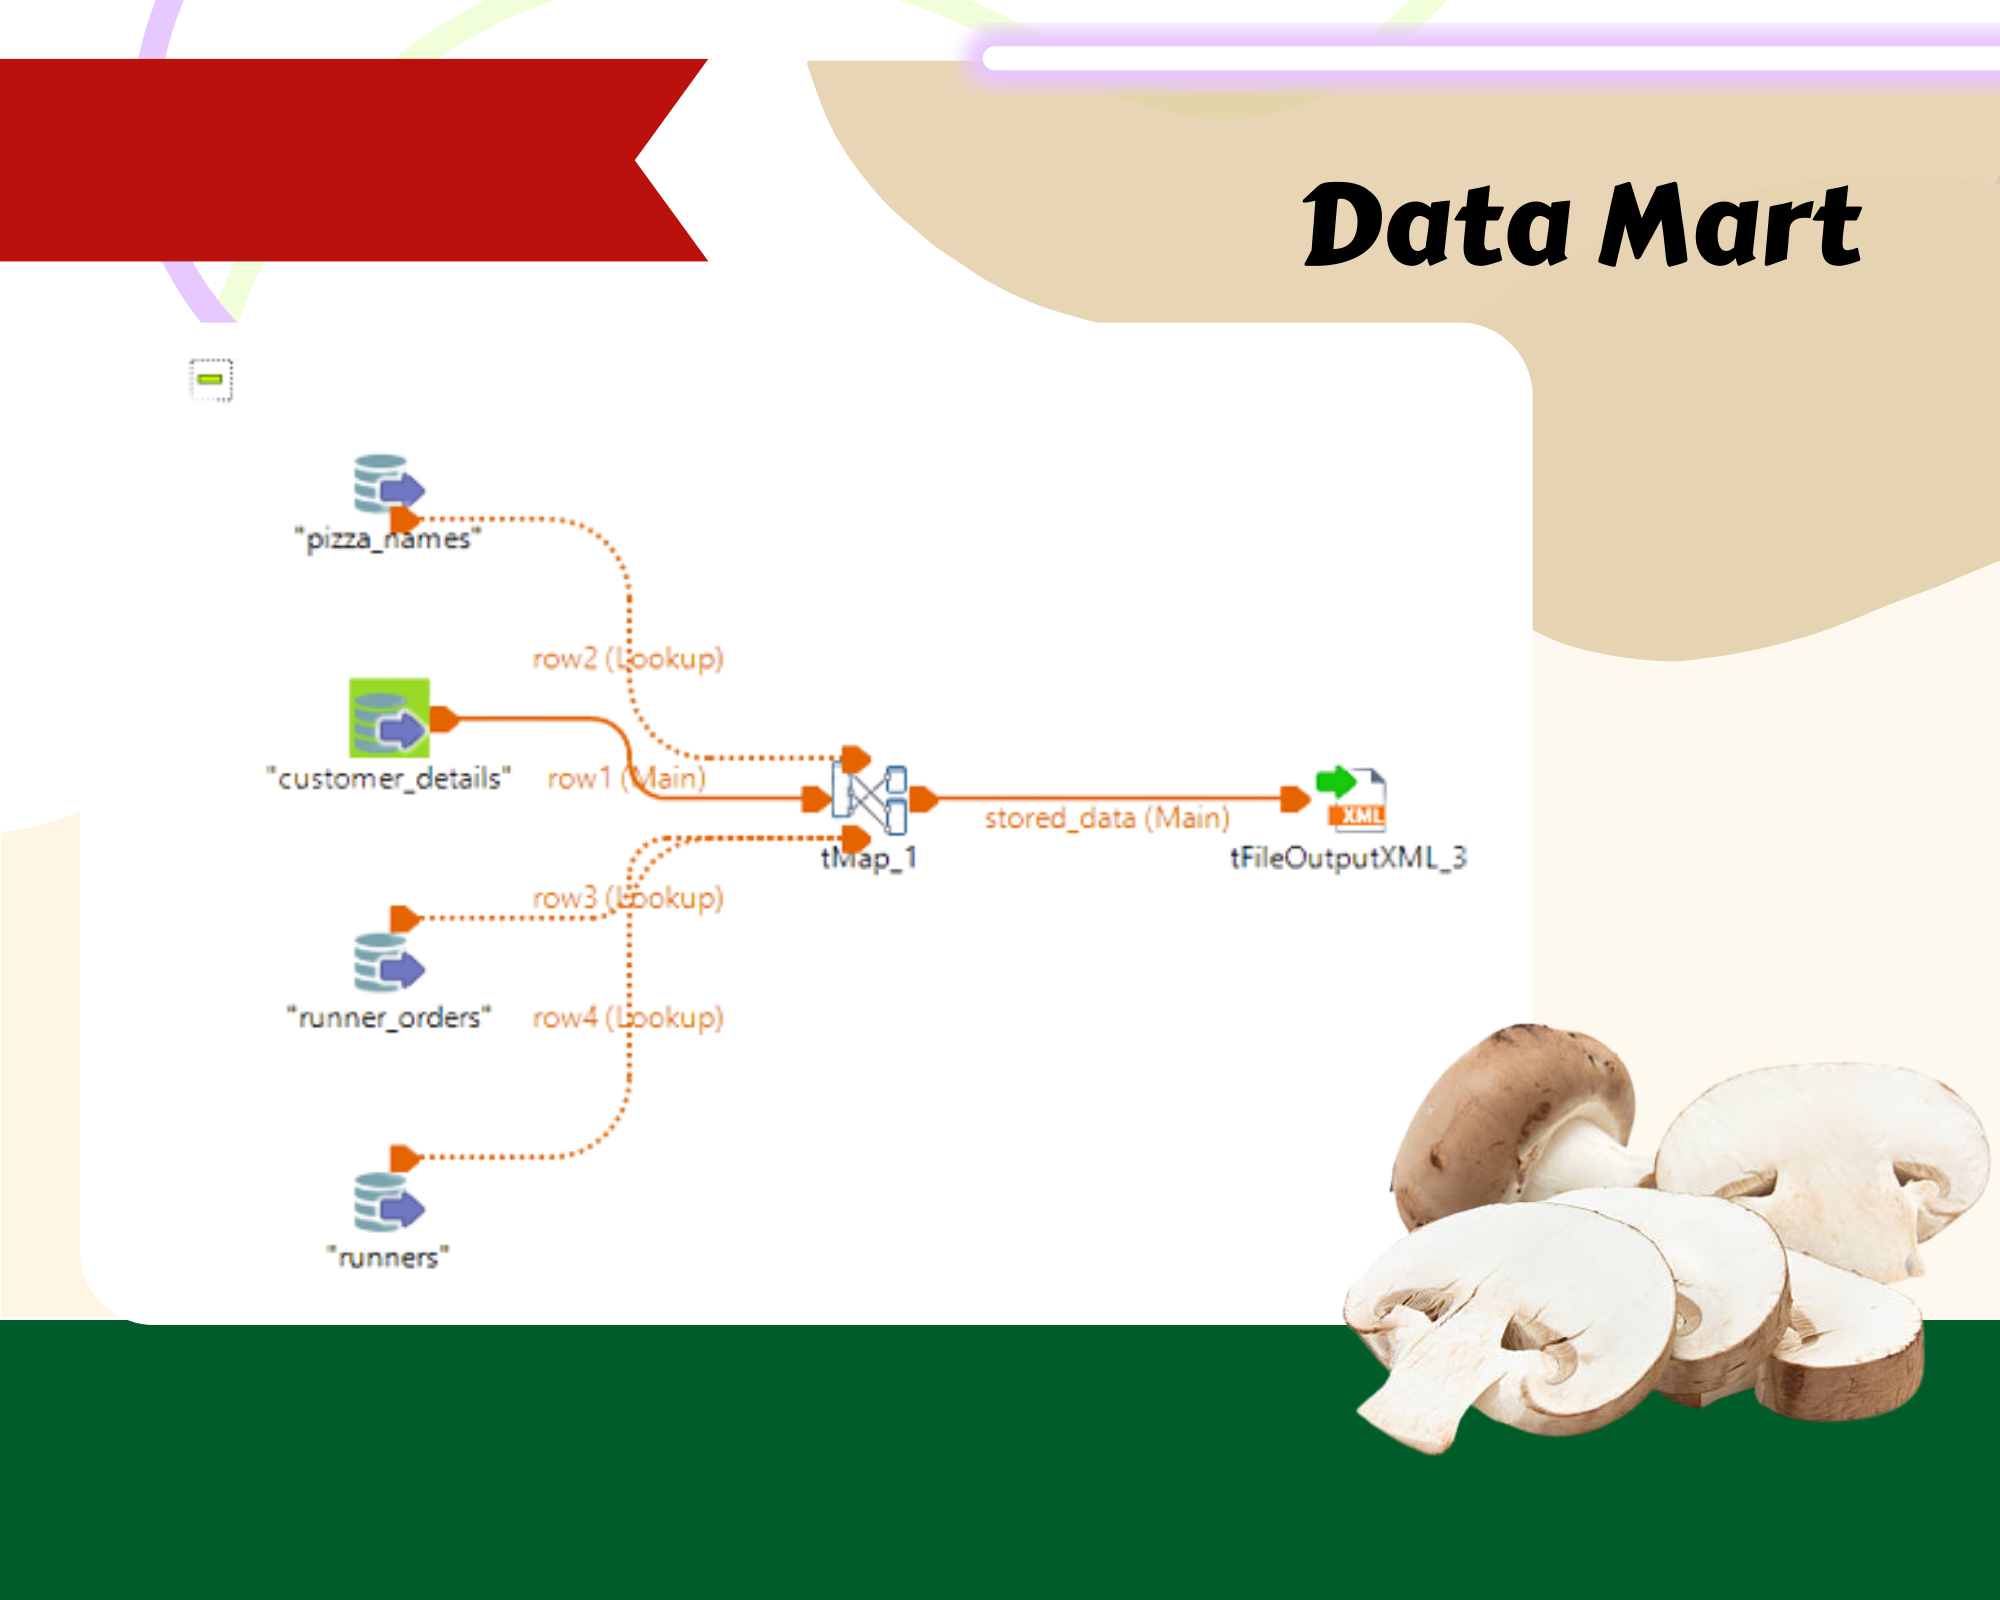 Data Mart
"pizza_names"
row2 (Lookup)
"customer_details"
row1 (Main)
stored_data (Main)
tMap_1
tFileOutputXML_3
XML
row3 (Lookup)
"runner_orders"
row4 (Lookup)
"runners"